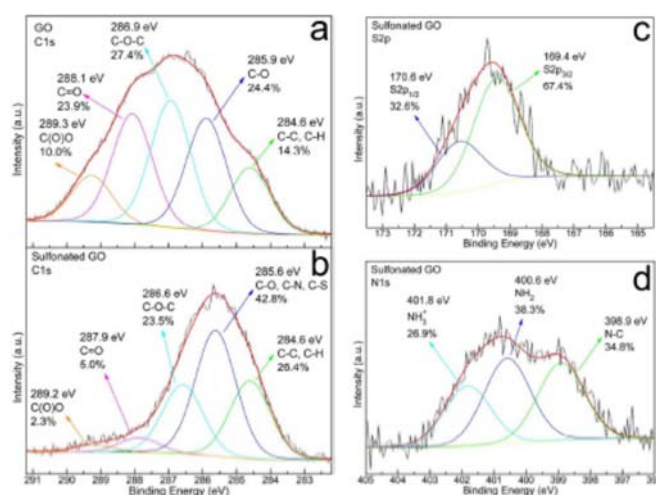 a
GO
C1s
286.9 eV
C-O-C
27.4%
288.1 eV
C=O
23.9%
285.9 eV
C-O
24.4%
289.3 eV
C(O)O
10.0%
284.6 eV
C-C, C-H
14.3%
Intensity (a.u.)
b
Sulfonated GO
C1s
285.6 eV
C-O, C-N, C-S
42.8%
286.6 eV
C-O-C
23.5%
287.9 eV
C=O
5.0%
284.6 eV
C-C, C-H
26.4%
289.2 eV
C(O)O
2.3%
Intensity (a.u.)
291 290 289 288 287 286 285 284 283
Binding Energy (eV)
c
Sulfonated GO
S2p
169.4 eV
S2p3/2
67.4%
170.6 eV
S2p1/2
32.6%
Intensity (a.u.)
173 172 171 170 169 168 167 166 165
Binding Energy (eV)
d
Sulfonated GO
N1s
400.6 eV
NH2
38.3%
401.8 eV
NH3+
26.9%
398.9 eV
N-C
34.8%
Intensity (a.u.)
405 404 403 402 401 400 399 398 397
Binding Energy (eV)